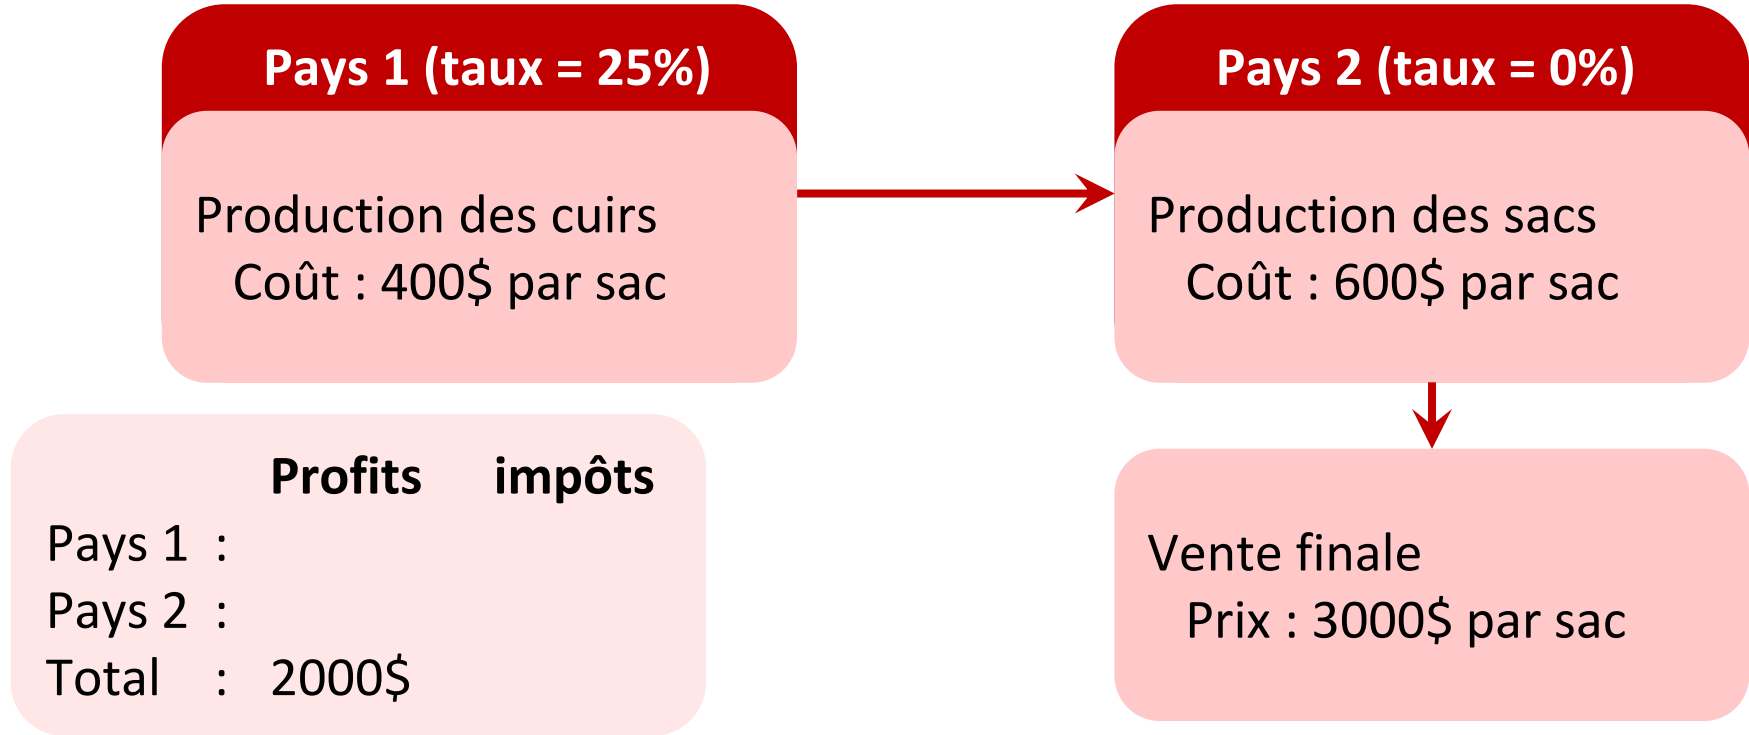 Pays 1 (taux = 25%)
Production des cuirs
Coût : 400$ par sac
Pays 2 (taux = 0%)
Production des sacs
Coût : 600$ par sac
Profits impôts
Pays 1 :
Pays 2 :
Total : 2000$
Vente finale
Prix : 3000$ par sac